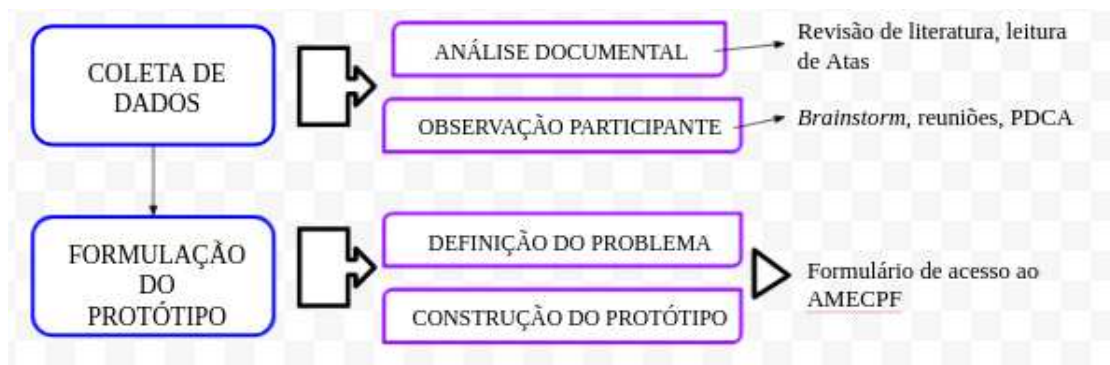 COLETA DE
DADOS
ANÁLISE DOCUMENTAL
Revisão de literatura, leitura
de Atas
OBSERVAÇÃO PARTICIPANTE
Brainstorm, reuniões, PDCA
FORMULAÇÃO
DO
PROTÓTIPO
DEFINIÇÃO DO PROBLEMA
CONSTRUÇÃO DO PROTÓTIPO
Formulário de acesso ao
AMECPF